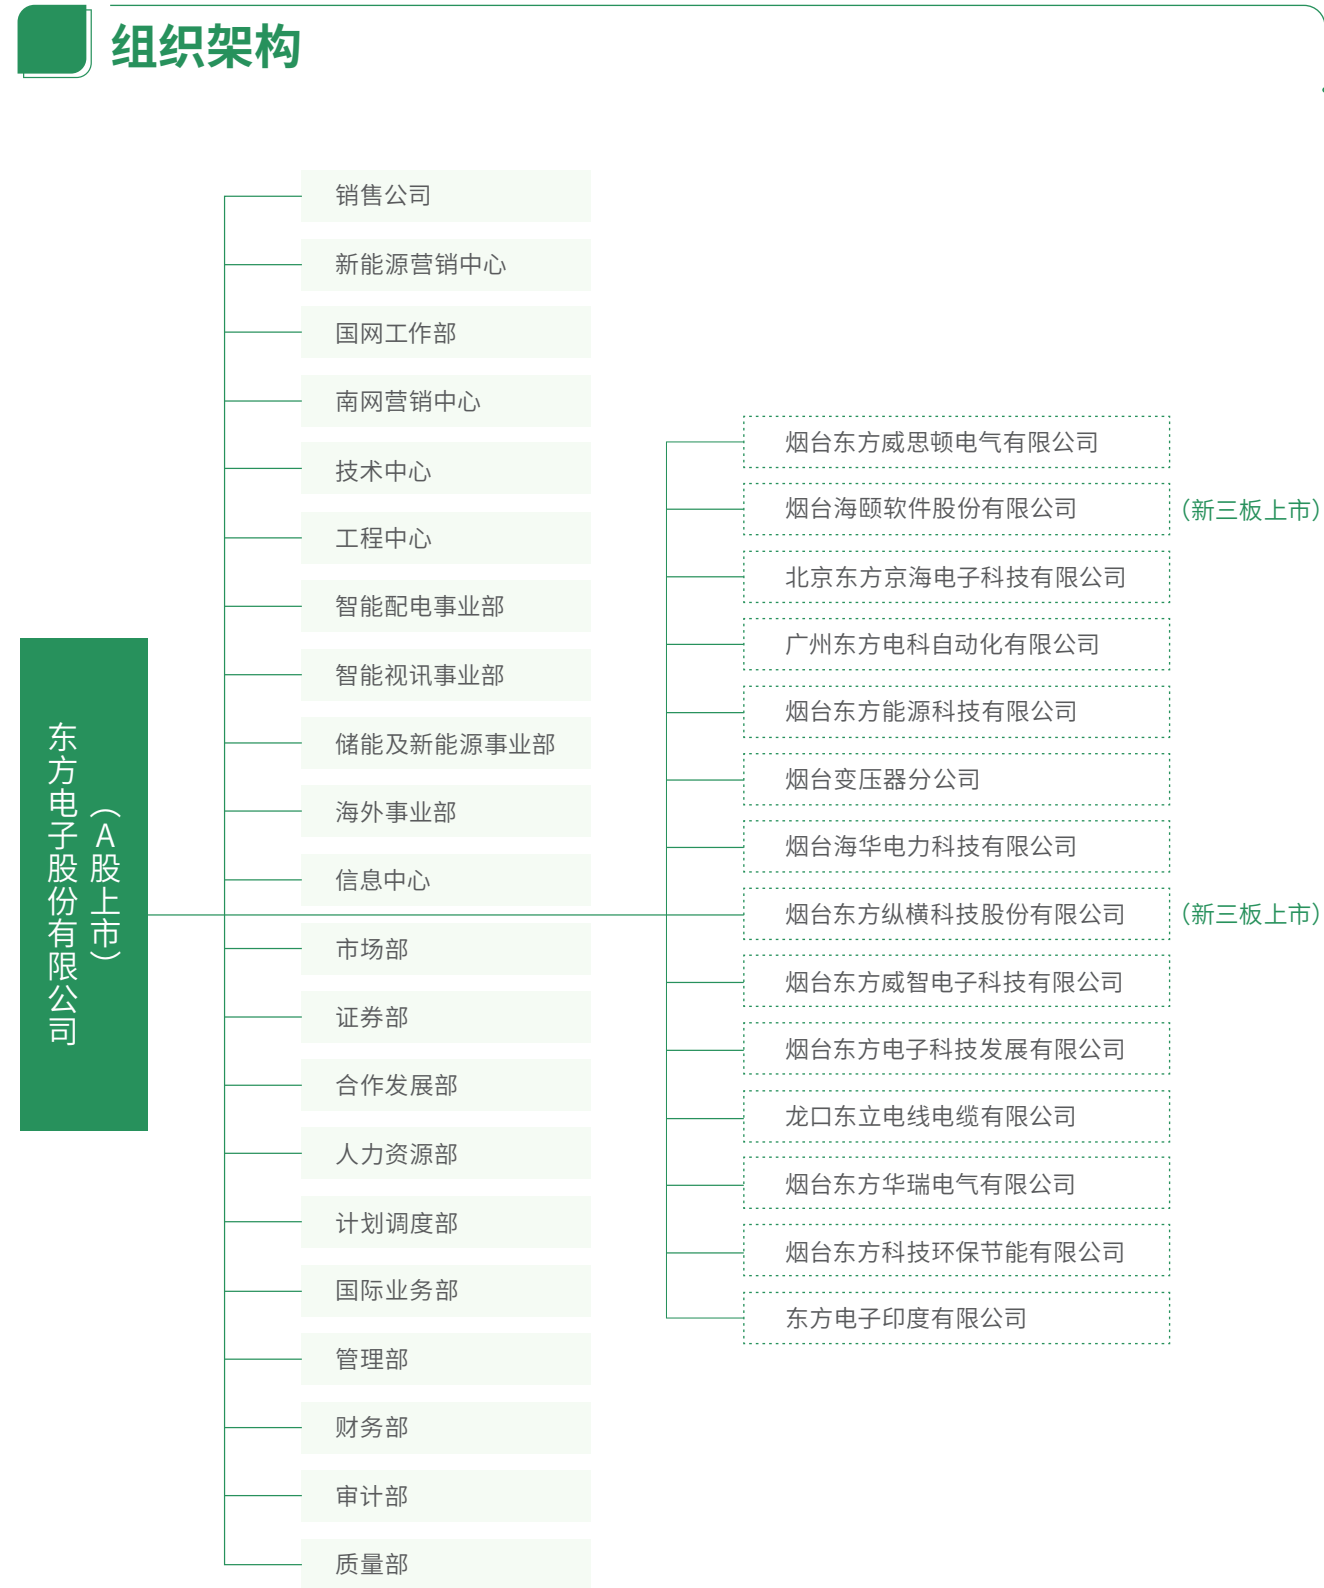 组织架构
东方电子股份有限公司
（A股上市）
销售公司
新能源营销中心
国网工作部
南网营销中心
技术中心
工程中心
智能配电事业部
智能视讯事业部
储能及新能源事业部
海外事业部
信息中心
市场部
证券部
合作发展部
人力资源部
计划调度部
国际业务部
管理部
财务部
审计部
质量部
烟台东方威思顿电气有限公司
烟台海颐软件股份有限公司
（新三板上市）
北京东方京海电子科技有限公司
广州东方电科自动化有限公司
烟台东方能源科技有限公司
烟台变压器分公司
烟台海华电力科技有限公司
烟台东方纵横科技股份有限公司
（新三板上市）
烟台东方威智电子科技有限公司
烟台东方电子科技发展有限公司
龙口东立电线电缆有限公司
烟台东方华瑞电气有限公司
烟台东方科技环保节能有限公司
东方电子印度有限公司